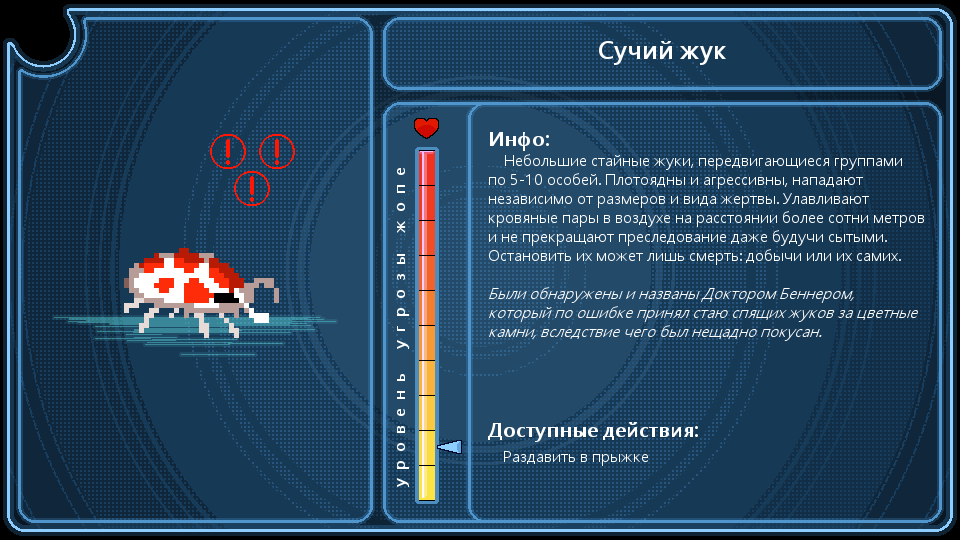 Сучий жук
уровень угрозы жопе
Инфо:
Небольшие стайные жуки, передвигающиеся группами
по 5-10 особей. Плотоядны и агрессивны, нападают
независимо от размеров и вида жертвы. Улавливают
кровяные пары в воздухе на расстоянии более сотни метров
и не прекращают преследование даже будучи сытыми.
Остановить их может лишь смерть: добычи или их самих.
Были обнаружены и названы Доктором Беннером,
который по ошибке принял стаю спящих жуков за цветные
камни, вследствие чего был нещадно покусан.
Доступные действия:
Раздавить в прыжке